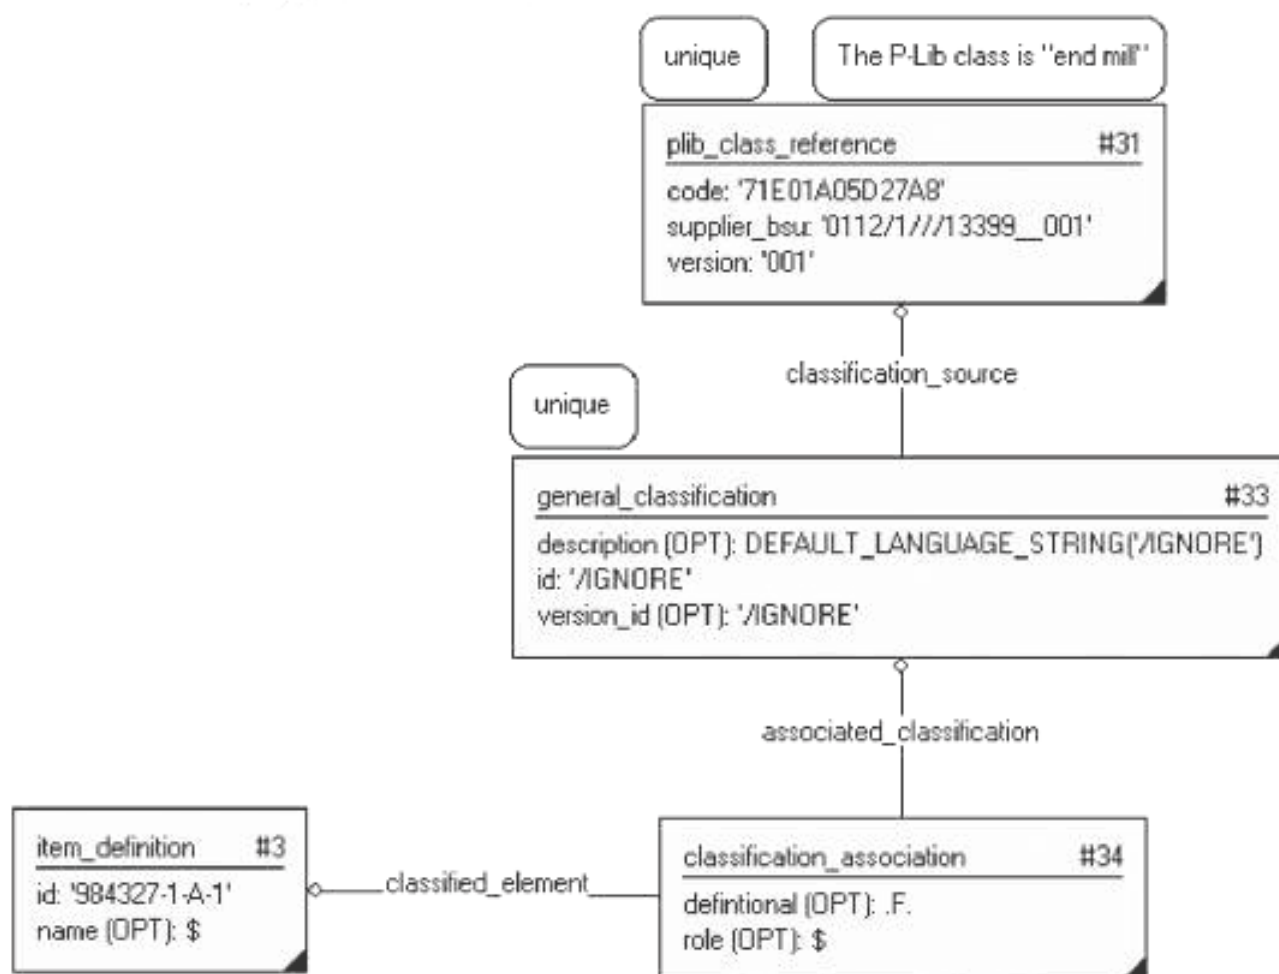 unique
The P-Lib class is "end mill"
plib_class_reference #31
code: '71E01A05D27A8'
supplier_bsu: '0112/1///13399__001'
version: '001'
classification_source
unique
general_classification #33
description (OPT): DEFAULT_LANGUAGE_STRING('/IGNORE')
id: '/IGNORE'
version_id (OPT): '/IGNORE'
associated_classification
item_definition #3
id: '984327-1-A-1'
name (OPT): $
classified_element
classification_association #34
defintional (OPT): .F.
role (OPT): $